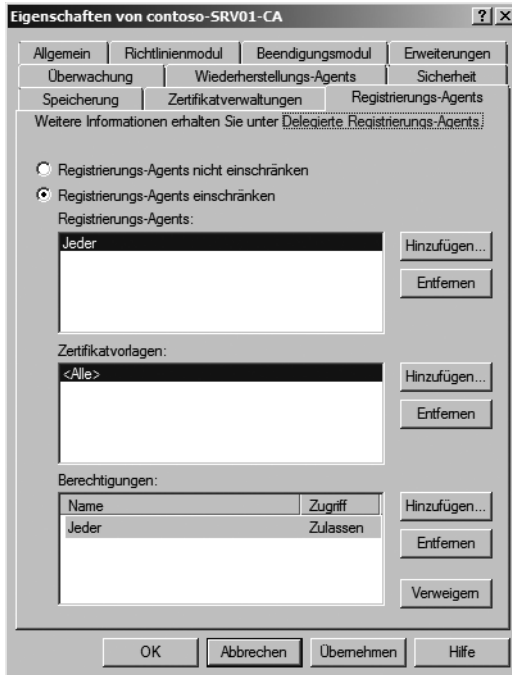 Eigenschaften von contoso-SRV01-CA
Allgemein Richtlinienmodul Beendigungsmodul Erweiterungen
Überwachung Wiederherstellungs-Agents Sicherheit
Speicherung Zertifikatverwaltungen Registrierungs-Agents
Weitere Informationen erhalten Sie unter Delegierte Registrierungs-Agents
Registrierungs-Agents nicht einschränken
Registrierungs-Agents einschränken
Registrierungs-Agents:
Jeder Hinzufügen...
Entfernen
Zertifikatvorlagen:
<Alle> Hinzufügen...
Entfernen
Berechtigungen:
Name Zugriff Hinzufügen...
Jeder Zulassen
Entfernen
Verweigern
OK Abbrechen Übernehmen Hilfe